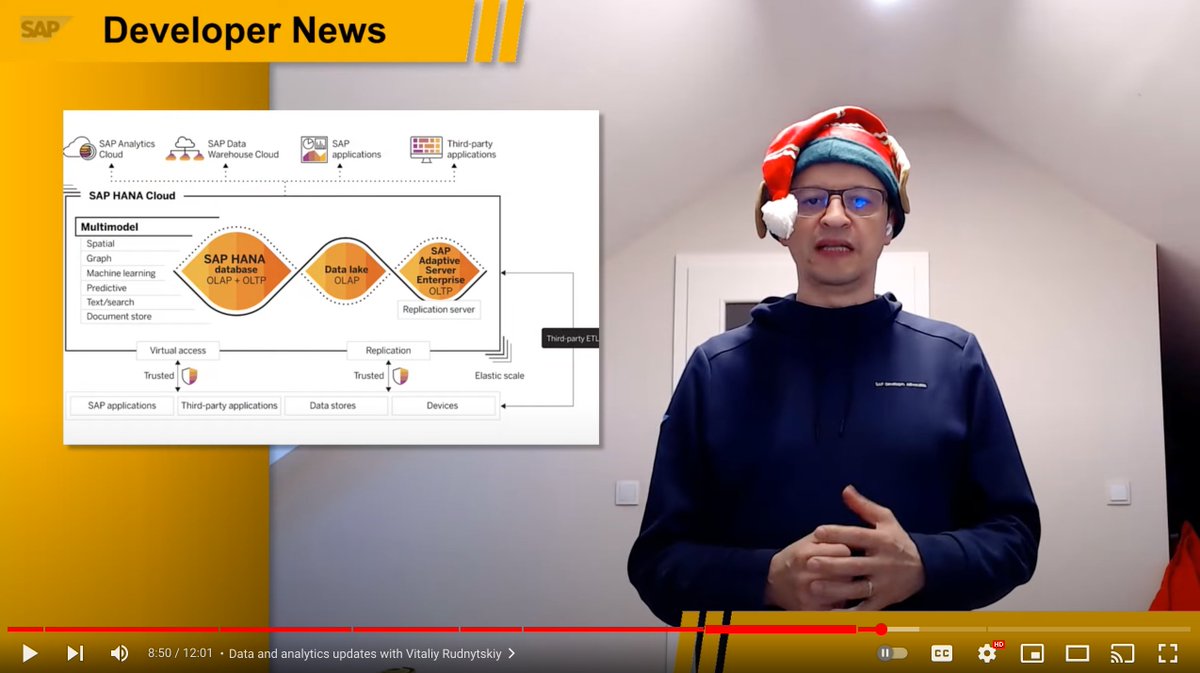 SAP
Developer News
SAP Analytics
Cloud
SAP Data
Warehouse Cloud
SAP
applications
Third-party
applications
SAP HANA Cloud
Multimodel
Spatial
Graph
Machine learning
Predictive
Text/search
Document store
SAP HANA
database
OLAP + OLTP
Data lake
OLAP
SAP
Adaptive
Server
Enterprise
OLTP
Replication server
Third-party ETL
Virtual access
Replication
Trusted
Trusted
Elastic scale
SAP applications
Third-party applications
Data stores
Devices
8:50 / 12:01 • Data and analytics updates with Vitaliy Rudnytskiy
CC
HD